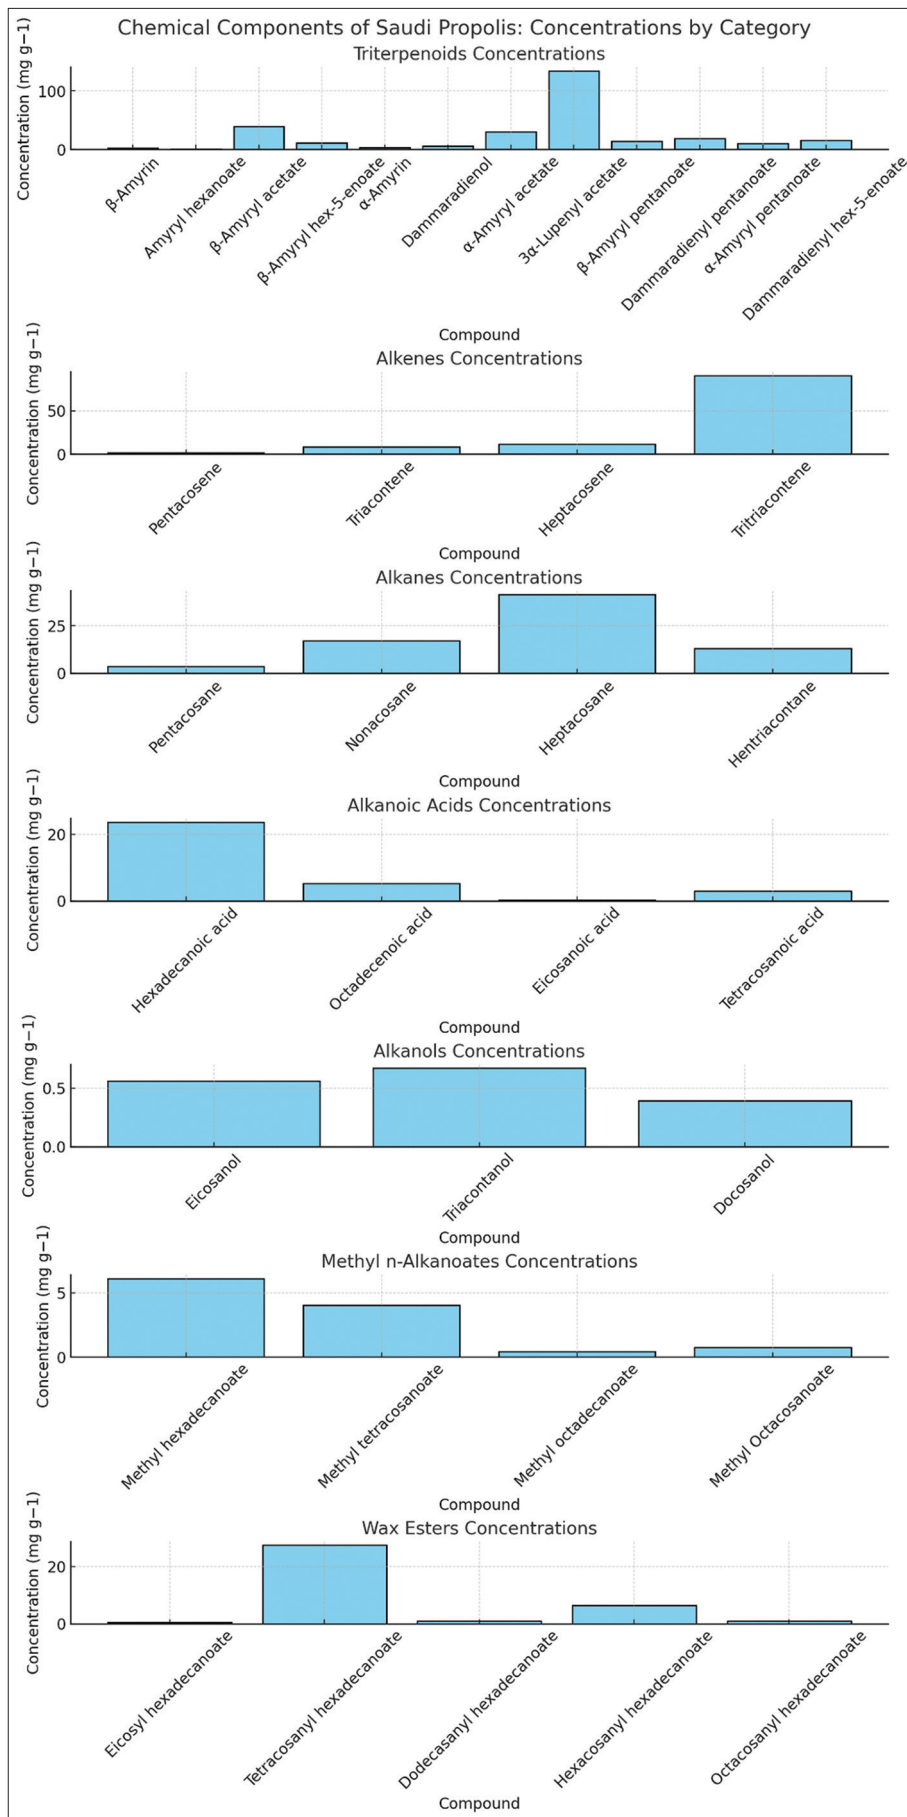 Chemical Components of Saudi Propolis: Concentrations by Category
Triterpenoids Concentrations
Concentration (mg g−1)
100
0
β-Amyrin
Amyryl hexanoate
β-Amyryl acetate
β-Amyryl hex-5-enoate
α-Amyrin
Dammaradienol
α-Amyryl acetate
3α-Lupenyl acetate
β-Amyryl pentanoate
Dammaradienyl pentanoate
α-Amyryl pentanoate
Dammaradienyl hex-5-enoate
Compound
Alkenes Concentrations
Concentration (mg g−1)
50
0
Pentacosene
Triacontene
Heptacosene
Tritriacontene
Compound
Alkanes Concentrations
Concentration (mg g−1)
25
0
Pentacosane
Nonacosane
Heptacosane
Hentriacontane
Compound
Alkanoic Acids Concentrations
Concentration (mg g−1)
20
0
Hexadecanoic acid
Octadecenoic acid
Eicosanoic acid
Tetracosanoic acid
Compound
Alkanols Concentrations
Concentration (mg g−1)
0.5
0.0
Eicosanol
Triacontanol
Docosanol
Compound
Methyl n-Alkanoates Concentrations
Concentration (mg g−1)
5
0
Methyl hexadecanoate
Methyl tetracosanoate
Methyl octadecanoate
Methyl Octacosanoate
Compound
Wax Esters Concentrations
Concentration (mg g−1)
20
0
Eicosyl hexadecanoate
Tetracosanyl hexadecanoate
Dodecasanyl hexadecanoate
Hexacosanyl hexadecanoate
Octacosanyl hexadecanoate
Compound